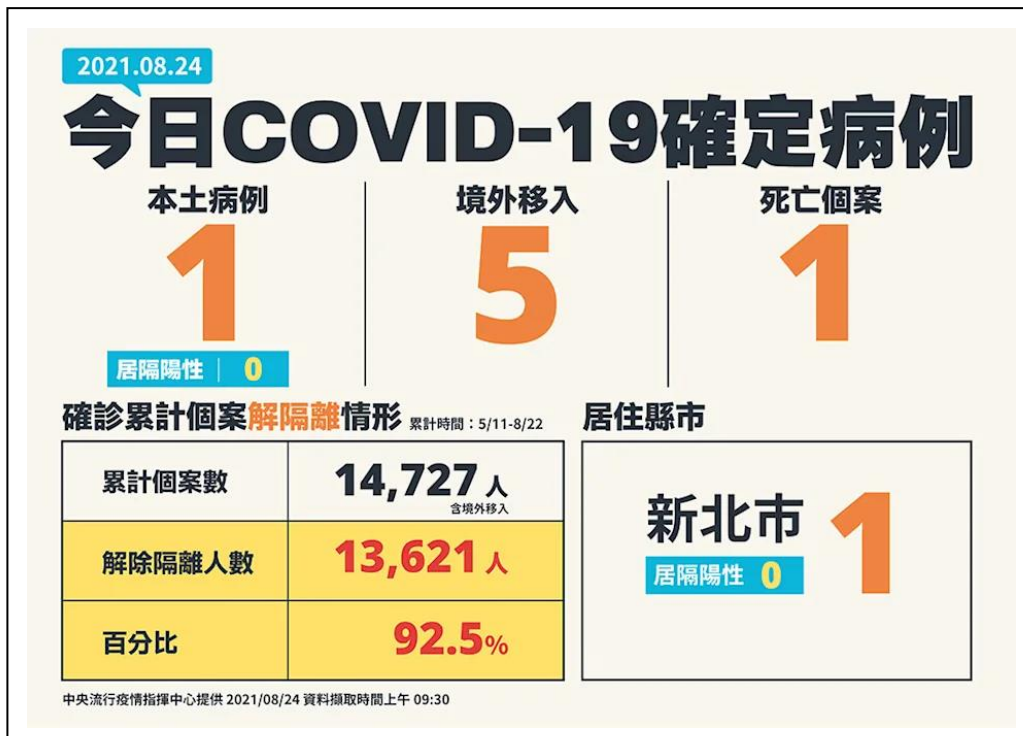 2021.08.24
今日COVID-19確定病例
本土病例
1
居隔陽性 0
境外移入
5
死亡個案
1
確診累計個案解隔離情形 累計時間：5/11-8/22
累計個案數 14,727人
含境外移入
解除隔離人數 13,621人
百分比 92.5%
居住縣市
新北市 1
居隔陽性 0
中央流行疫情指揮中心提供 2021/08/24 資料擷取時間上午 09:30